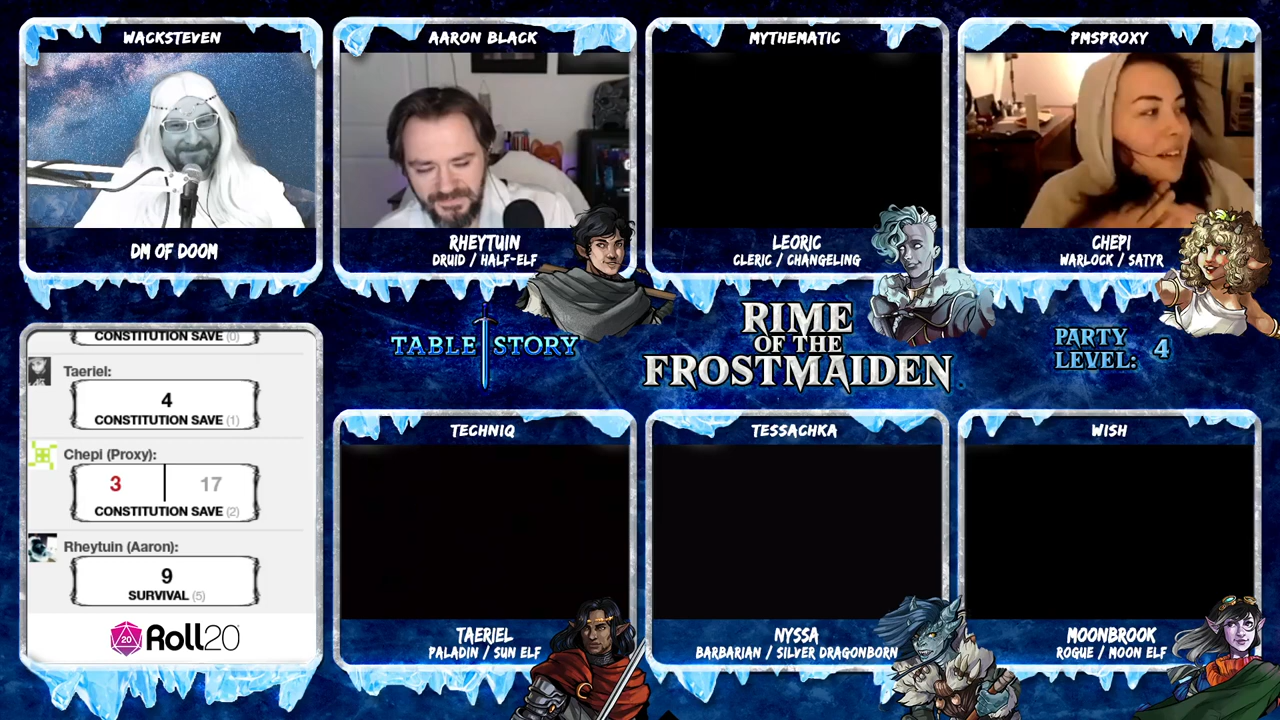 WACKSTEVEN
DM OF DOOM
AARON BLACK
RHEYTUIN
DRUID / HALF-ELF
MYTHEMATIC
LEORIC
CLERIC / CHANGELING
PMSPROXY
CHEPI
WARLOCK / SATYR
TABLE STORY
RIME
OF THE
FROSTMAIDEN
PARTY
LEVEL: 4
CONSTITUTION SAVE (0)
Taeriel:
4
CONSTITUTION SAVE (1)
Chepi (Proxy):
3 17
CONSTITUTION SAVE (2)
Rheytuin (Aaron):
9
SURVIVAL (5)
20 Roll20
TECHNIQ
TAERIEL
PALADIN / SUN ELF
TESSACHKA
NYSSA
BARBARIAN / SILVER DRAGONBORN
WISH
MOONBROOK
ROGUE / MOON ELF